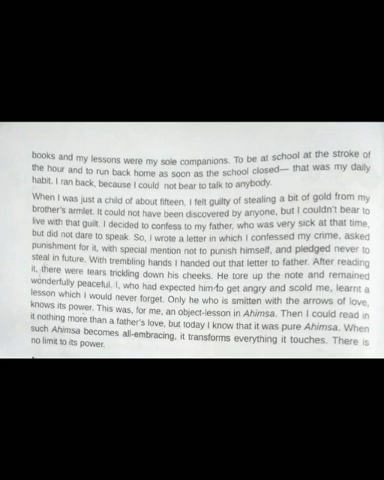 books and my lessons were my sole companions. To be at school at the stroke of
the hour and to run back home as soon as the school closed— that was my daily
habit. I ran back, because I could not bear to talk to anybody.
When I was just a child of about fifteen, I felt guilty of stealing a bit of gold from my
brother's armlet. It could not have been discovered by anyone, but I couldn't bear to
live with that guilt. I decided to confess to my father, who was very sick at that time,
but did not dare to speak. So, I wrote a letter in which I confessed my crime, asked
punishment for it, with special mention not to punish himself, and pledged never to
steal in future. With trembling hands I handed out that letter to father. After reading
it, there were tears trickling down his cheeks. He tore up the note and remained
wonderfully peaceful. I, who had expected him to get angry and scold me, learnt a
lesson which I would never forget. Only he who is smitten with the arrows of love,
knows its power. This was, for me, an object-lesson in Ahimsa. Then I could read in
it nothing more than a father's love, but today I know that it was pure Ahimsa. When
such Ahimsa becomes all-embracing, it transforms everything it touches. There is
no limit to its power.